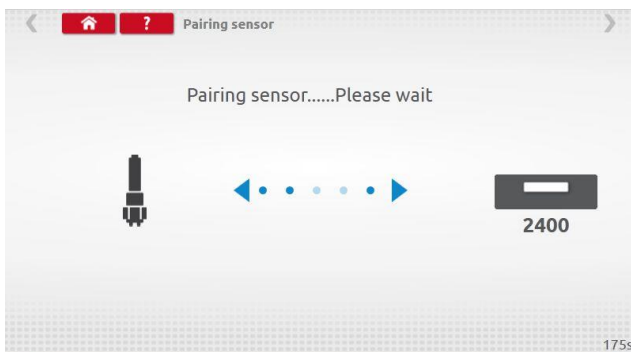 ? Pairing sensor
Pairing sensor......Please wait
2400
175s